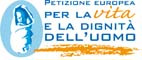 PETIZIONE EUROPEA
PER LA vita
E LA DIGNITÀ
DELL'UOMO